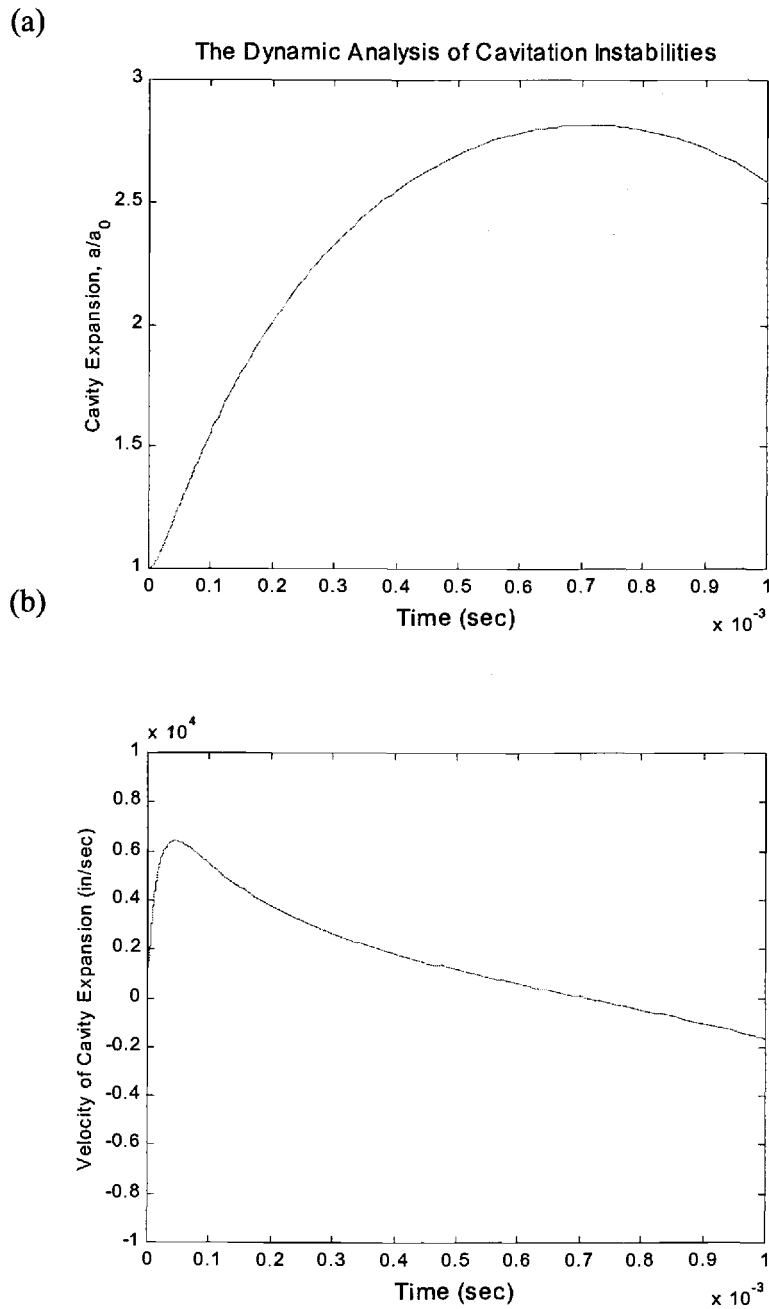 (a)
The Dynamic Analysis of Cavitation Instabilities
3
2.5
2
1.5
1
Cavity Expansion, a/a₀
0 0.1 0.2 0.3 0.4 0.5 0.6 0.7 0.8 0.9 1
Time (sec)
x 10⁻³
(b)
x 10⁴
1
0.8
0.6
0.4
0.2
0
-0.2
-0.4
-0.6
-0.8
-1
Velocity of Cavity Expansion (in/sec)
0 0.1 0.2 0.3 0.4 0.5 0.6 0.7 0.8 0.9 1
Time (sec)
x 10⁻³